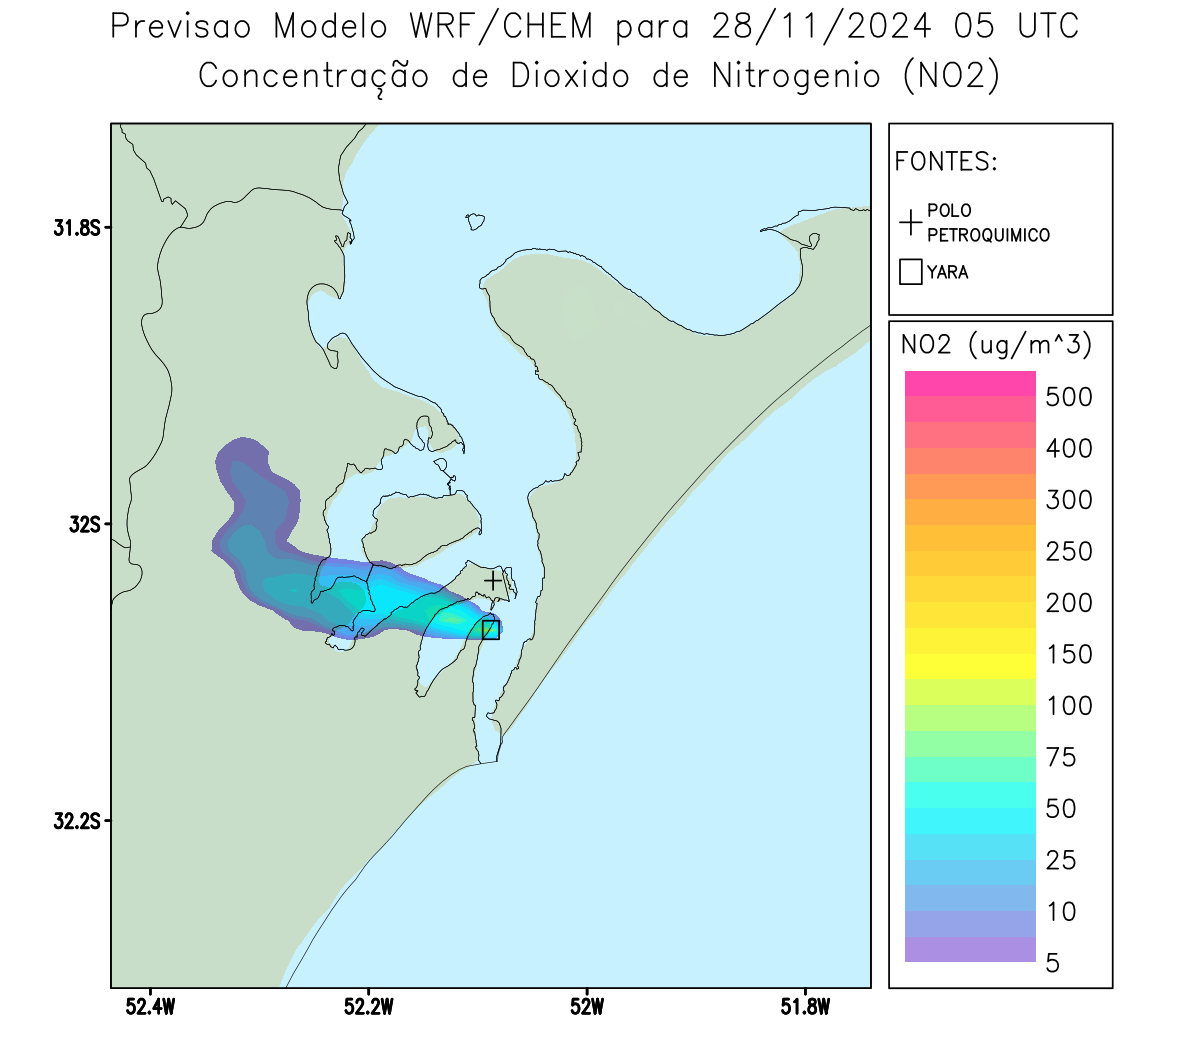 Previsao Modelo WRF/CHEM para 28/11/2024 05 UTC
Concentração de Dioxido de Nitrogenio (NO2)
FONTES:
POLO
PETROQUIMICO
YARA
NO2 (ug/m^3)
500
400
300
250
200
150
100
75
50
25
10
5
31.8S
32S
32.2S
52.4W
52.2W
52W
51.8W